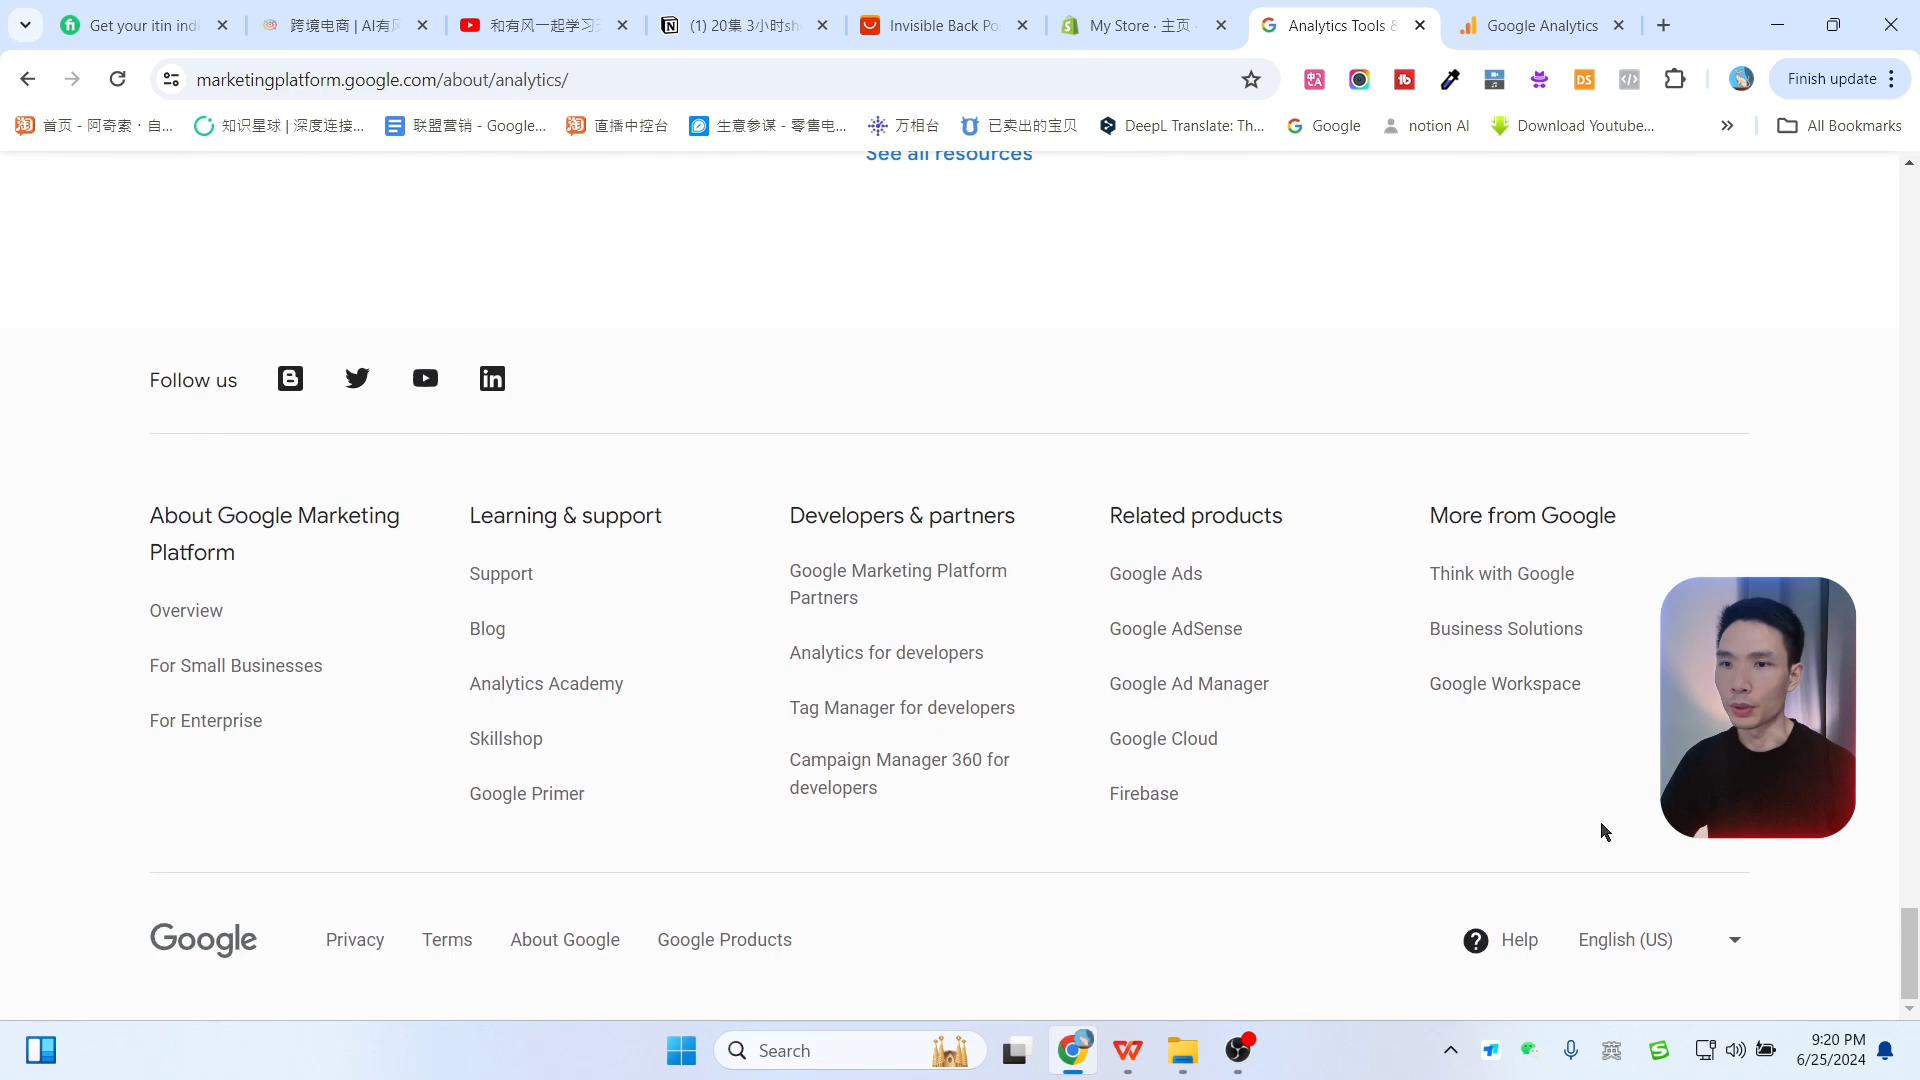 Get your itin indi
跨境电商 | AI有风
和有风一起学习
(1) 20集 3小时sh
Invisible Back Po
My Store · 主页 ·
Analytics Tools &
Google Analytics
marketingplatform.google.com/about/analytics/
Finish update
首页 - 阿奇索 · 自...
知识星球 | 深度连接...
联盟营销 - Google...
直播中控台
生意参谋 - 零售电...
万相台
已卖出的宝贝
DeepL Translate: Th...
Google
notion AI
Download Youtube...
All Bookmarks
See all resources
Follow us
About Google Marketing
Platform
Overview
For Small Businesses
For Enterprise
Learning & support
Support
Blog
Analytics Academy
Skillshop
Google Primer
Developers & partners
Google Marketing Platform
Partners
Analytics for developers
Tag Manager for developers
Campaign Manager 360 for
developers
Related products
Google Ads
Google AdSense
Google Ad Manager
Google Cloud
Firebase
More from Google
Think with Google
Business Solutions
Google Workspace
Google
Privacy
Terms
About Google
Google Products
Help
English (US)
Search
英
9:20 PM
6/25/2024